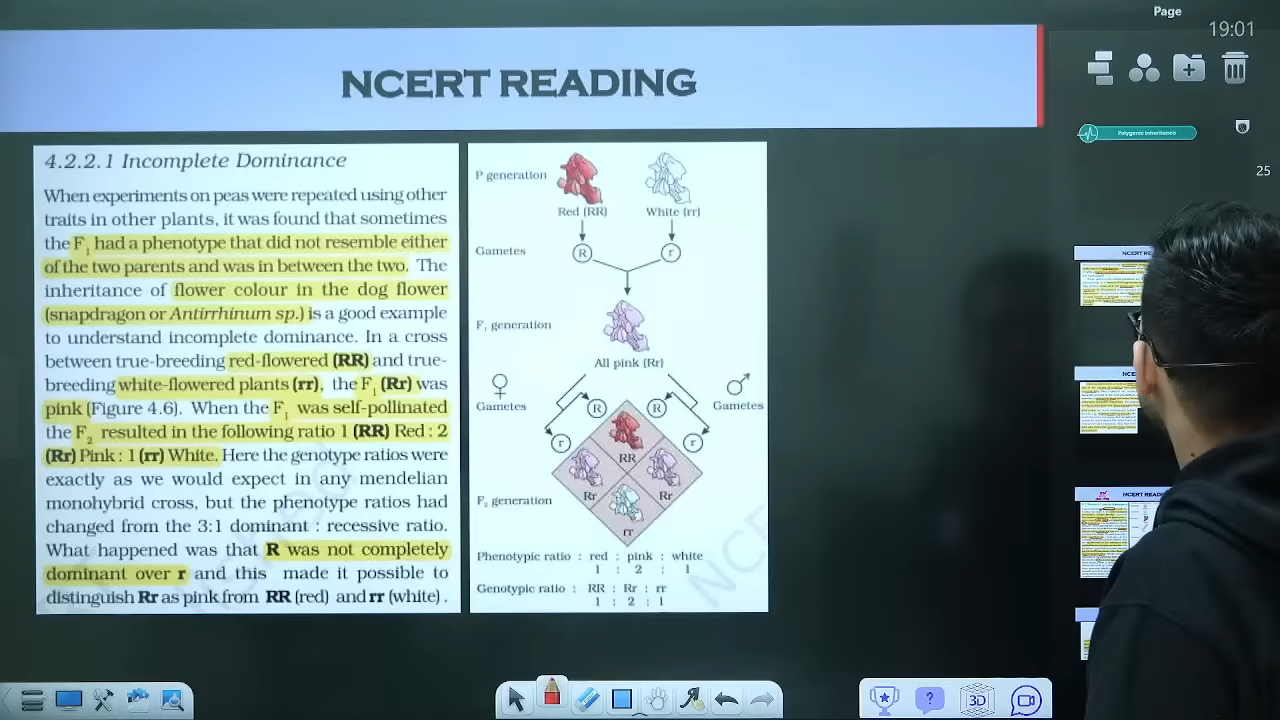 Page
19:01
NCERT READING
Polygenic Inheritance
25
4.2.2.1 Incomplete Dominance
When experiments on peas were repeated using other
traits in other plants, it was found that sometimes
the F1 had a phenotype that did not resemble either
of the two parents and was in between the two. The
inheritance of flower colour in the dog flower
(snapdragon or Antirrhinum sp.) is a good example
to understand incomplete dominance. In a cross
between true-breeding red-flowered (RR) and true-
breeding white-flowered plants (rr), the F1 (Rr) was
pink (Figure 4.6). When the F1 was self-pollinated
the F2 resulted in the following ratio 1 (RR) Red : 2
(Rr) Pink : 1 (rr) White. Here the genotype ratios were
exactly as we would expect in any mendelian
monohybrid cross, but the phenotype ratios had
changed from the 3:1 dominant : recessive ratio.
What happened was that R was not completely
dominant over r and this made it possible to
distinguish Rr as pink from RR (red) and rr (white).
P generation
Red (RR) White (rr)
Gametes R r
F1 generation
All pink (Rr)
Gametes R R Gametes
r r
RR
Rr Rr
F2 generation
rr
Phenotypic ratio : red : pink : white
1 : 2 : 1
Genotypic ratio : RR : Rr : rr
1 : 2 : 1
NCERT RE
NCE
NCERT READ
?
3D